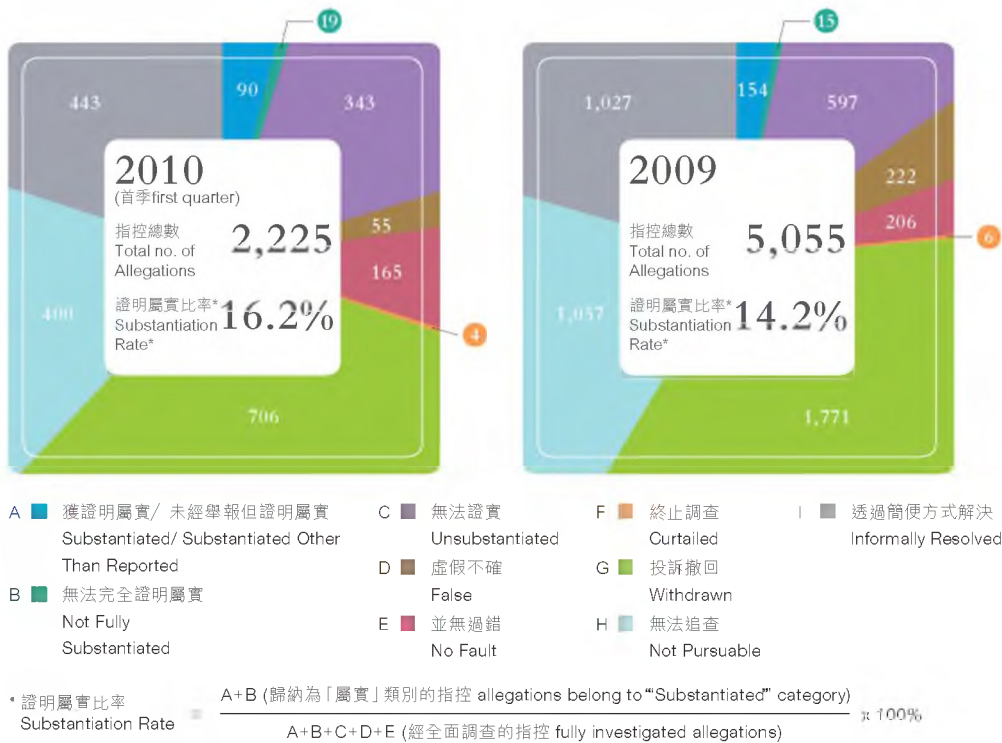 19
90
343
443
55
165
400
4
706
2010
(首季first quarter)
指控總數
Total no. of
Allegations
2,225
證明屬實比率*
Substantiation
Rate*
16.2%
15
154
597
1,027
222
206
6
1,057
1,771
2009
指控總數
Total no. of
Allegations
5,055
證明屬實比率*
Substantiation
Rate*
14.2%
A 獲證明屬實/ 未經舉報但證明屬實
Substantiated/ Substantiated Other
Than Reported
B 無法完全證明屬實
Not Fully
Substantiated
C 無法證實
Unsubstantiated
D 虛假不確
False
E 並無過錯
No Fault
F 終止調查
Curtailed
G 投訴撤回
Withdrawn
H 無法追查
Not Pursuable
I 透過簡便方式解決
Informally Resolved
* 證明屬實比率
Substantiation Rate
=
A+B (歸納為「屬實」類別的指控 allegations belong to "“Substantiated”" category)
A+B+C+D+E (經全面調查的指控 fully investigated allegations)
x 100%